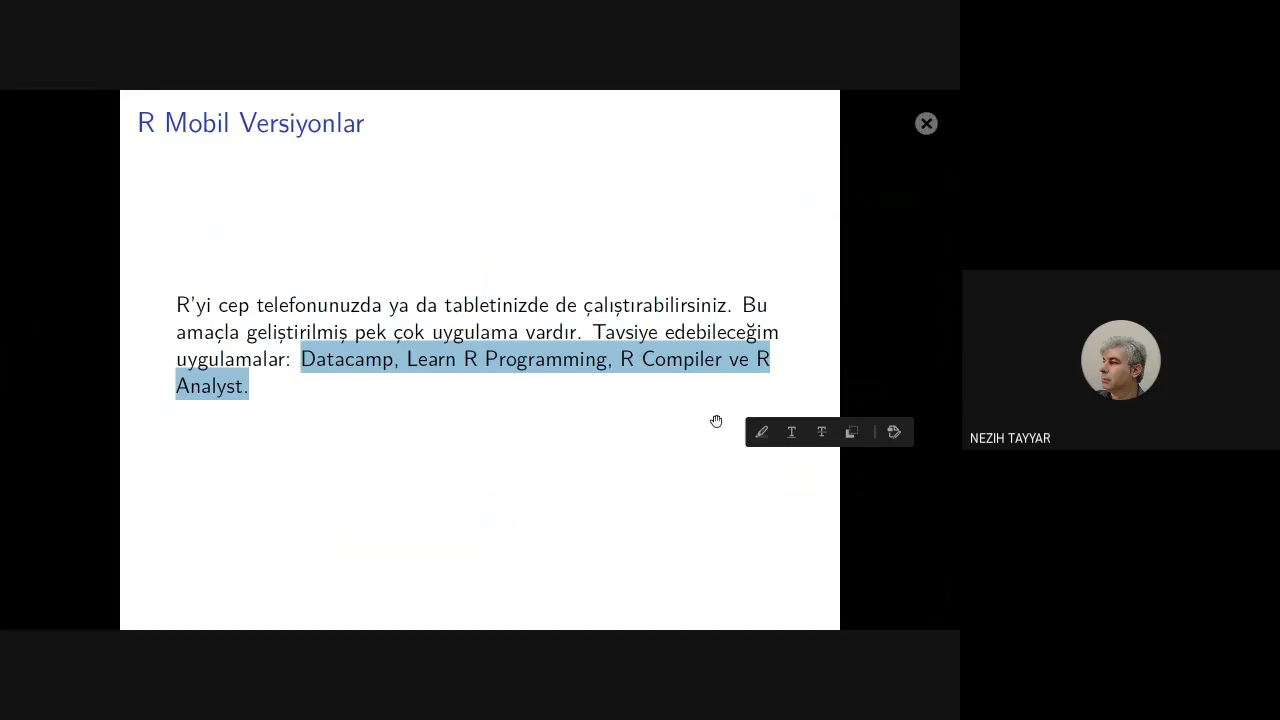 R Mobil Versiyonlar
R'yi cep telefonunuzda ya da tabletinizde de çalıştırabilirsiniz. Bu
amaçla geliştirilmiş pek çok uygulama vardır. Tavsiye edebileceğim
uygulamalar: Datacamp, Learn R Programming, R Compiler ve R
Analyst.
NEZIH TAYYAR